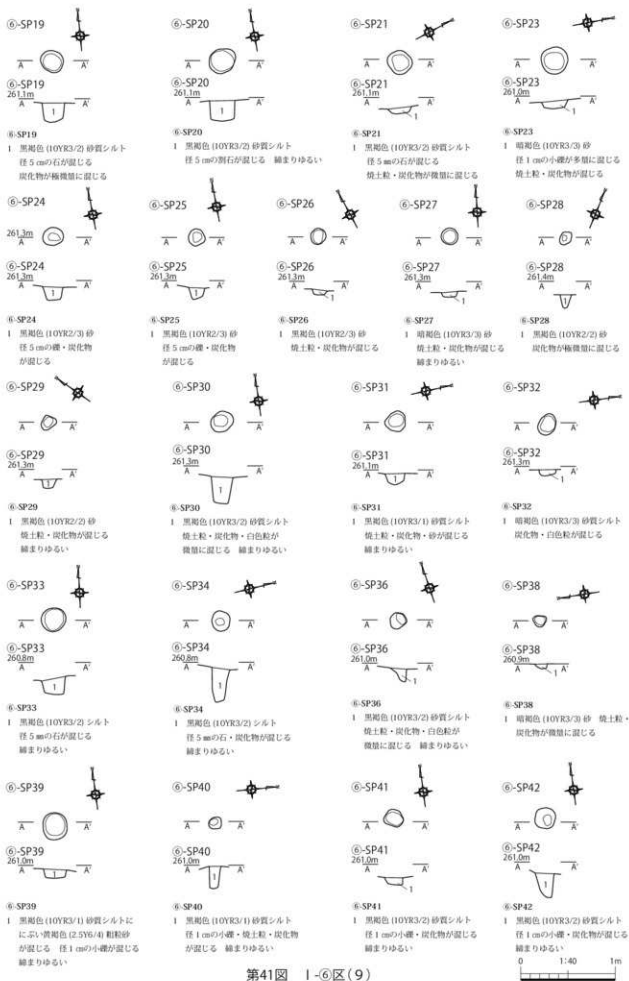 ⑥-SP19
A A'
⑥-SP19
261.1m
A A'
1
⑥-SP19
1 黒褐色 (10YR3/2) 砂質シルト
径 5 ㎝の石が混じる
炭化物が極微量に混じる
⑥-SP20
A A'
⑥-SP20
261.1m
A A'
1
⑥-SP20
1 黒褐色 (10YR3/2) 砂質シルト
径 5 ㎝の割石が混じる 締まりゆるい
⑥-SP21
A A'
⑥-SP21
261.1m
A A'
1
⑥-SP21
1 黒褐色 (10YR3/2) 砂質シルト
径 5 ㎜の石が混じる
焼土粒・炭化物が微量に混じる
⑥-SP23
A A'
⑥-SP23
261.0m
A A'
1
⑥-SP23
1 暗褐色 (10YR3/3) 砂
径 1 ㎝の小礫が多量に混じる
焼土粒・炭化物が微量に混じる
⑥-SP24
261.3m
A A'
⑥-SP24
261.3m
A A'
1
⑥-SP24
1 黒褐色 (10YR2/3) 砂
径 5 ㎝の礫・炭化物
が混じる
⑥-SP25
A A'
⑥-SP25
261.3m
A A'
1
⑥-SP25
1 黒褐色 (10YR2/3) 砂
径 5 ㎝の礫・炭化物
が混じる
⑥-SP26
A A'
⑥-SP26
261.3m
A A'
1
⑥-SP26
1 黒褐色 (10YR2/3) 砂
焼土粒・炭化物が混じる
⑥-SP27
A A'
⑥-SP27
261.3m
A A'
1
⑥-SP27
1 暗褐色 (10YR3/3) 砂
焼土粒・炭化物が混じる
締まりゆるい
⑥-SP28
A A'
⑥-SP28
261.4m
A A'
1
⑥-SP28
1 黒褐色 (10YR2/2) 砂
炭化物が極微量に混じる
⑥-SP29
A A'
⑥-SP29
261.3m
A A'
1
⑥-SP29
1 黒褐色 (10YR2/2) 砂
焼土粒・炭化物が混じる
締まりゆるい
⑥-SP30
A A'
⑥-SP30
261.3m
A A'
1
⑥-SP30
1 黒褐色 (10YR3/2) 砂質シルト
焼土粒・炭化物・白色粒が
微量に混じる 締まりゆるい
⑥-SP31
A A'
⑥-SP31
261.1m
A A'
1
⑥-SP31
1 黒褐色 (10YR3/1) 砂質シルト
焼土粒・炭化物・砂が混じる
締まりゆるい
⑥-SP32
A A'
⑥-SP32
261.3m
A A'
1
⑥-SP32
1 暗褐色 (10YR3/3) 砂質シルト
炭化物・白色粒が混じる
⑥-SP33
A A'
⑥-SP33
260.8m
A A'
1
⑥-SP33
1 黒褐色 (10YR3/2) シルト
径 5 ㎜の石が混じる
締まりゆるい
⑥-SP34
A A'
⑥-SP34
260.8m
A A'
1
⑥-SP34
1 黒褐色 (10YR3/2) シルト
径 5 ㎜の石・炭化物が混じる
締まりゆるい
⑥-SP36
A A'
⑥-SP36
261.0m
A A'
1
⑥-SP36
1 黒褐色 (10YR3/2) 砂質シルト
焼土粒・炭化物・白色粒が
微量に混じる 締まりゆるい
⑥-SP38
A A'
⑥-SP38
260.9m
A A'
1
⑥-SP38
1 暗褐色 (10YR3/3) 砂 焼土粒・
炭化物が微量に混じる
⑥-SP39
A A'
⑥-SP39
261.0m
A A'
1
⑥-SP39
1 黒褐色 (10YR3/1) 砂質シルトに
にぶい黄褐色 (2.5Y6/4) 粗粒砂
が混じる 径 1 ㎝の小礫が混じる
締まりゆるい
⑥-SP40
A A'
⑥-SP40
261.0m
A A'
1
⑥-SP40
1 黒褐色 (10YR3/1) 砂質シルト
径 1 ㎝の小礫・焼土粒・炭化物
が混じる 締まりゆるい
⑥-SP41
A A'
⑥-SP41
261.0m
A A'
1
⑥-SP41
1 黒褐色 (10YR3/2) 砂質シルト
径 1 ㎝の小礫・炭化物が混じる
締まりゆるい
⑥-SP42
A A'
⑥-SP42
261.0m
A A'
1
⑥-SP42
1 黒褐色 (10YR3/2) 砂質シルト
径 1 ㎝の小礫・炭化物が混じる
締まりゆるい
0 1:40 1m
第41図 Ⅰ-⑥区(9)